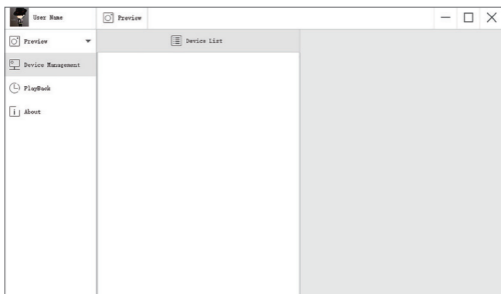 User Name
Preview
Preview
Device List
Device Management
PlayBack
About